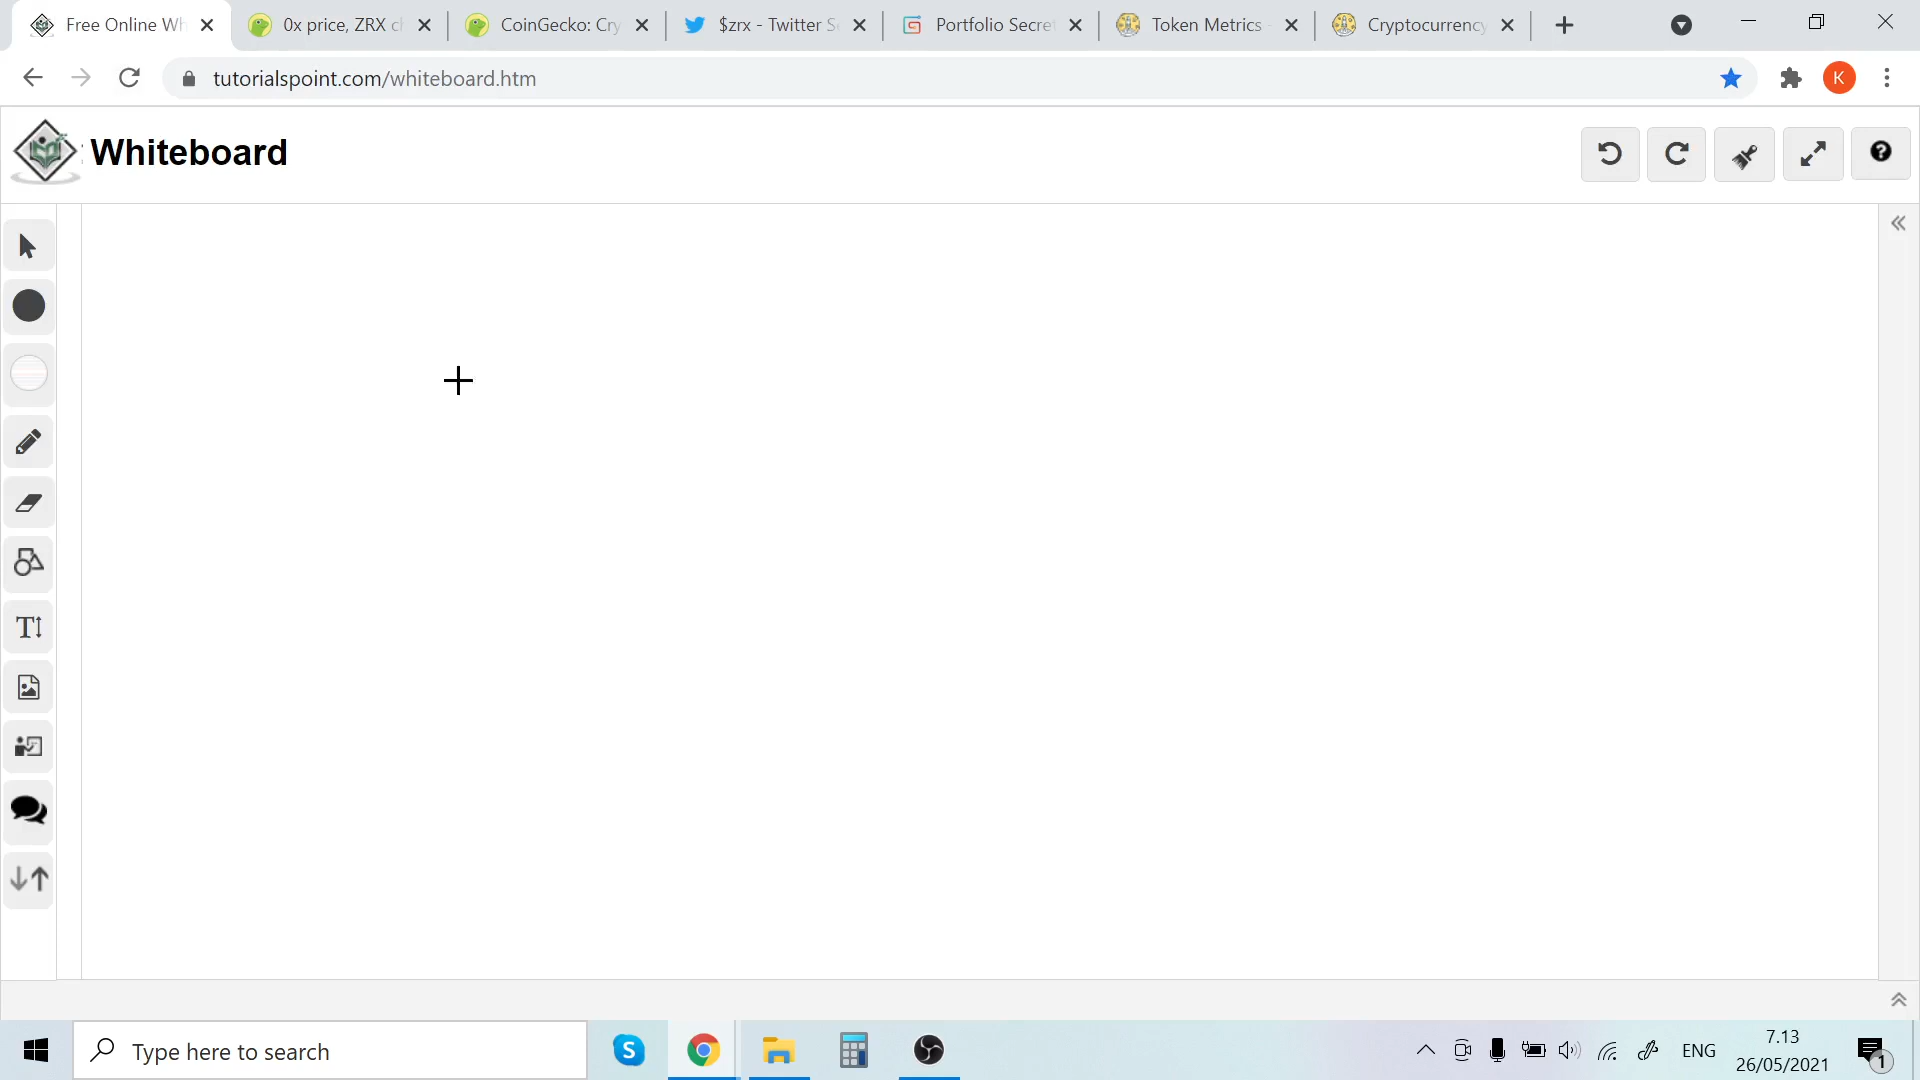 Free Online Wh
0x price, ZRX c
CoinGecko: Cry
$zrx - Twitter S
Portfolio Secre
Token Metrics -
Cryptocurrency
K
tutorialspoint.com/whiteboard.htm
Whiteboard
T
Type here to search
S
ENG
7.13
26/05/2021
1